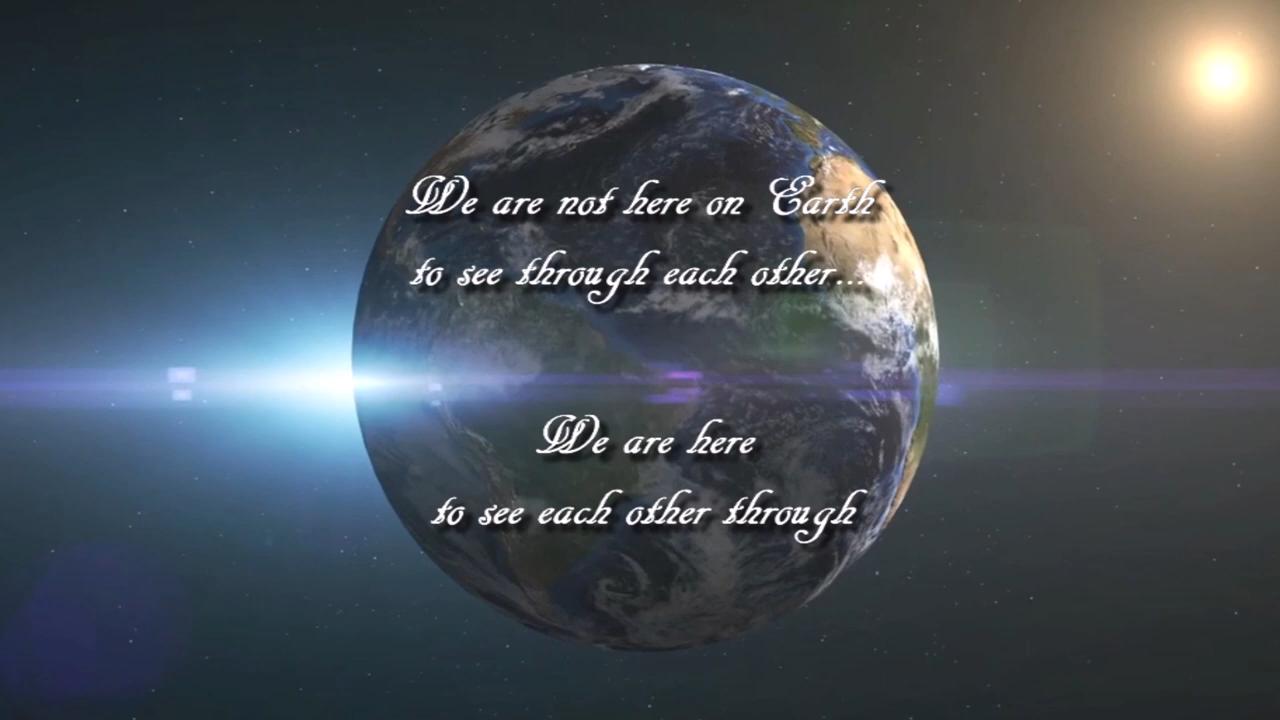 We are not here on Earth
to see through each other...
We are here
to see each other through